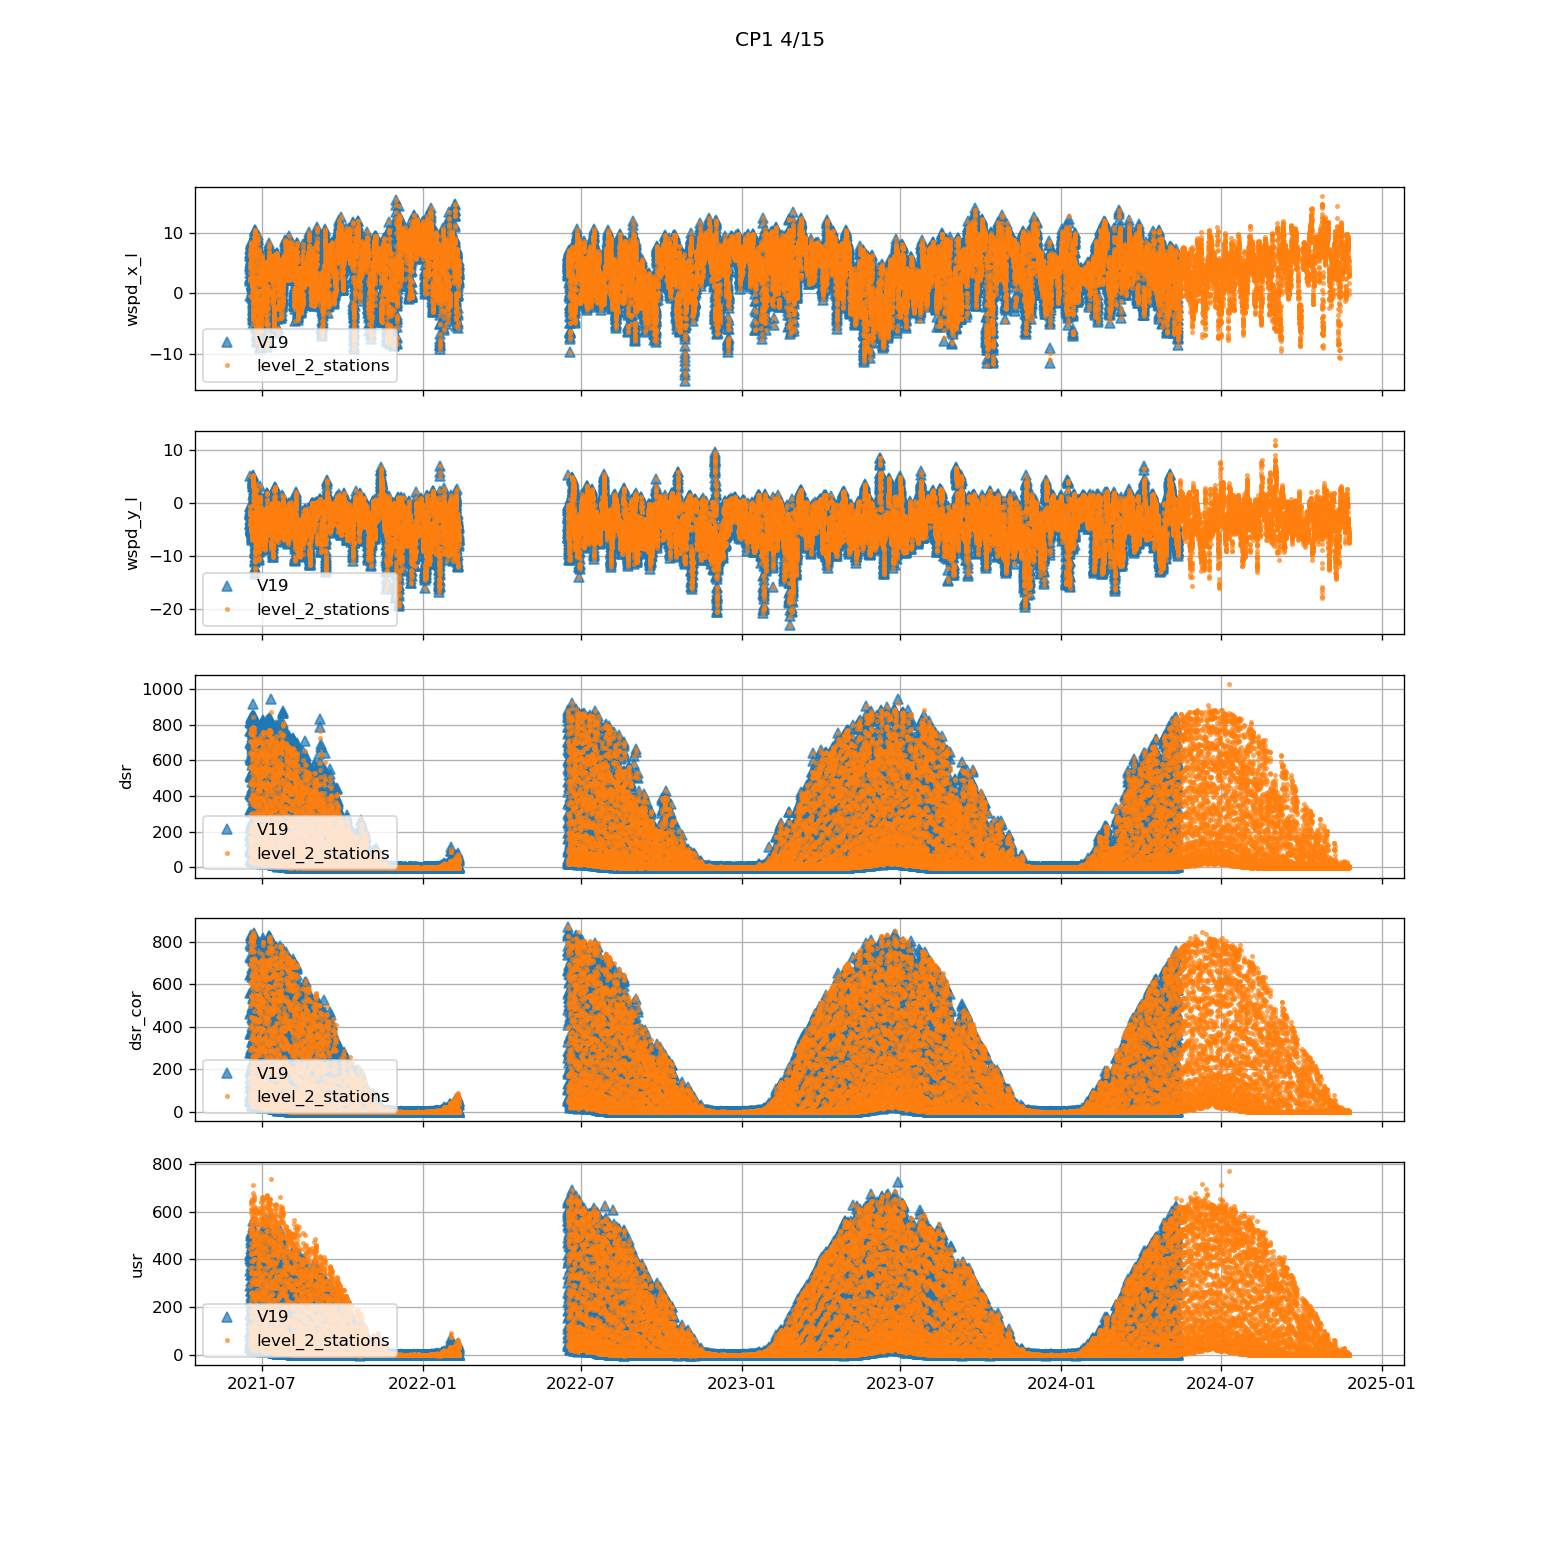 CP1 4/15
10
0
−10
wspd_x_l
V19
level_2_stations
10
0
−10
−20
wspd_y_l
V19
level_2_stations
1000
800
600
400
200
0
dsr
V19
level_2_stations
800
600
400
200
0
dsr_cor
V19
level_2_stations
800
600
400
200
0
usr
V19
level_2_stations
2021-07 2022-01 2022-07 2023-01 2023-07 2024-01 2024-07 2025-01